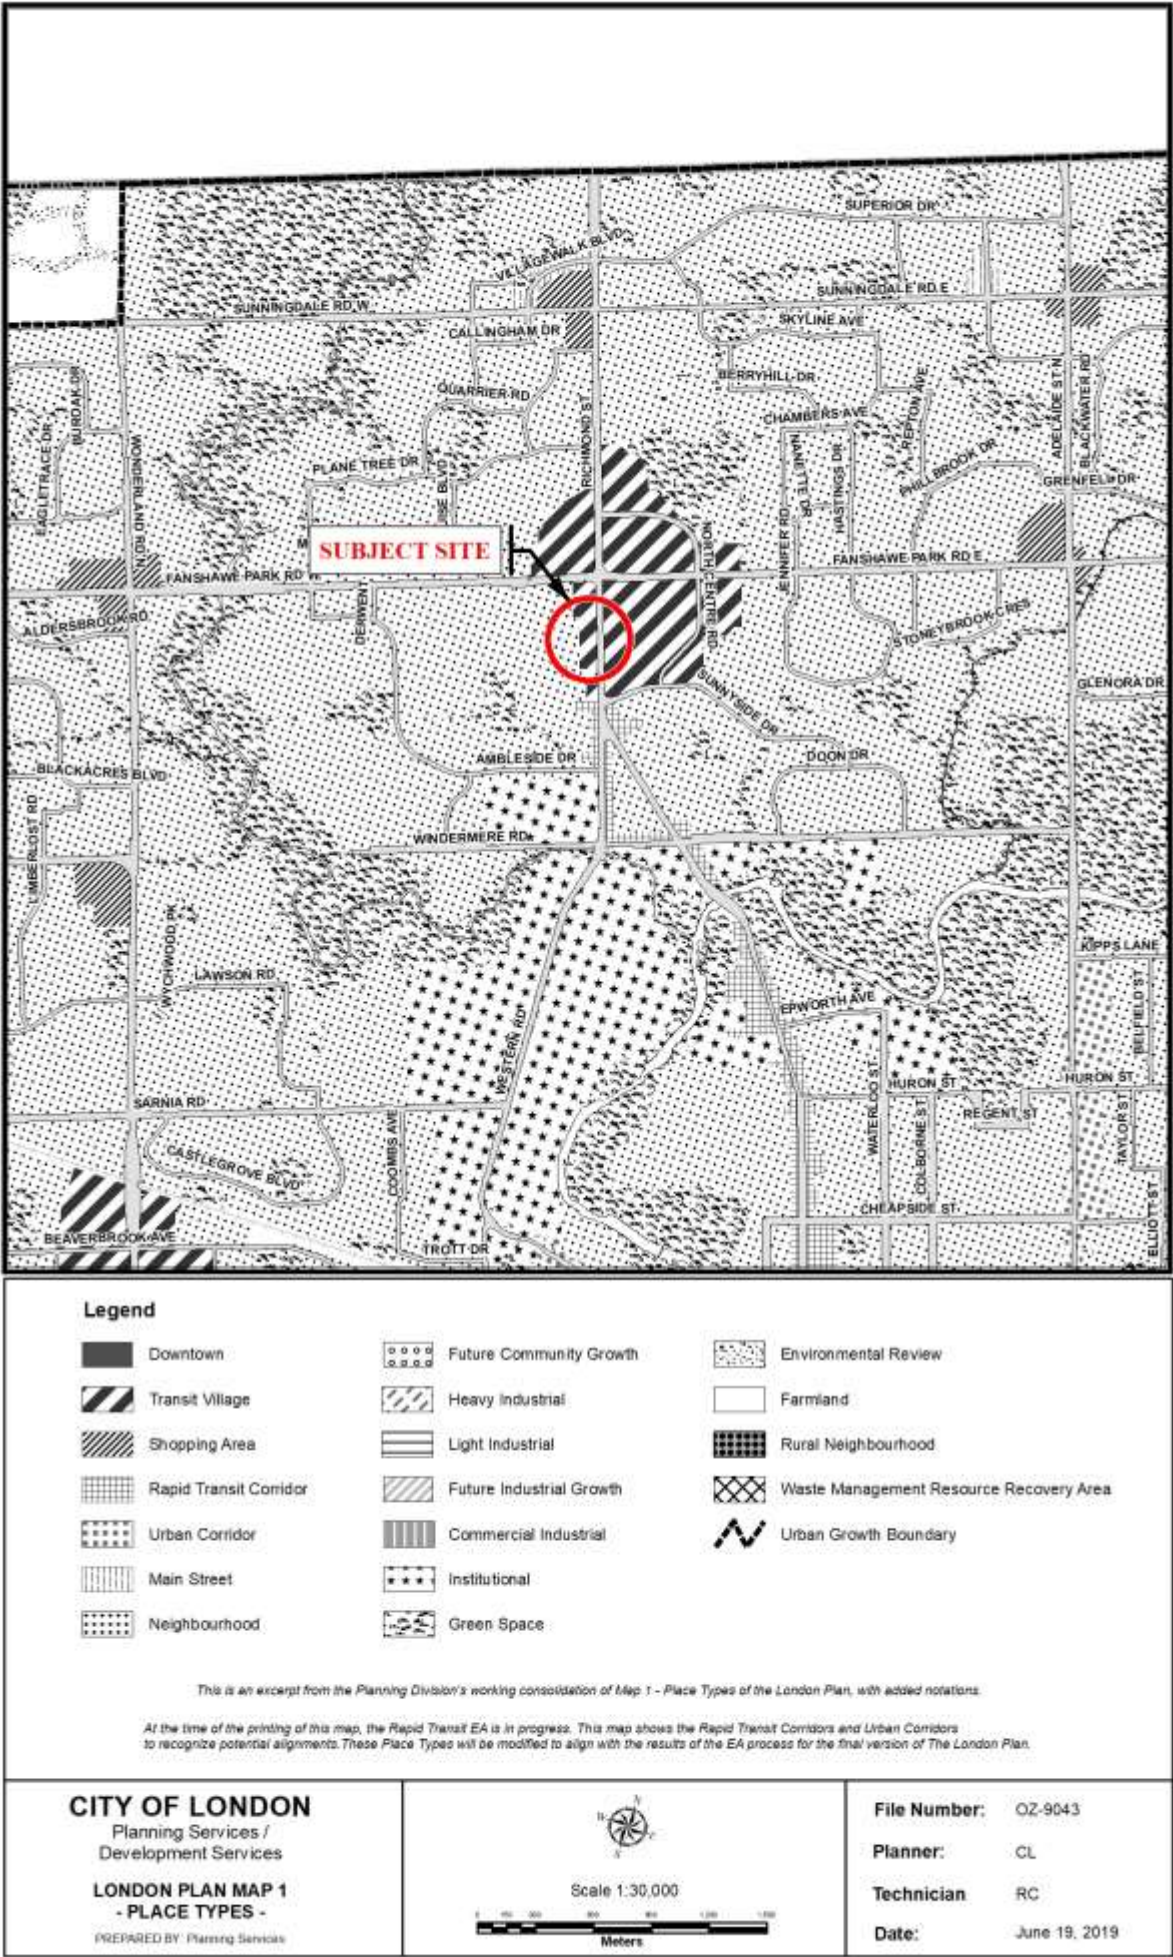 SUPERIOR DR
VILLAGEWALK BLVD
SUNNINGDALE RD W
SUNNINGDALE RD E
CALLINGHAM DR
SKYLINE AVE
QUARRIER RD
BERRYHILL DR
CHAMBERS AVE
BUROAK DR
EAGLETRACE DR
WONDERLAND RD N
PLANE TREE DR
RICHMOND ST
NANETTE DR
HASTINGS DR
REPTON AVE
PHILLBROOK DR
ADELAIDE ST N
BLACKWATER RD
GRENFELL DR
JENNIFER RD
NORTH CENTRE RD
SUBJECT SITE
FANSHAWE PARK RD W
FANSHAWE PARK RD E
ALDERSBROOK RD
DERWENT
STONEYBROOK CRES
GLENORA DR
SUNNYSIDE DR
AMBLESIDE DR
DOON DR
BLACKACRES BLVD
LIMBERLOST RD
WINDERMERE RD
WYCHWOOD PK
LAWSON RD
KIPPS LANE
BELFIELD ST
EPWORTH AVE
WESTERN RD
WATERLOO ST
HURON ST
HURON ST
REGENT ST
SARNIA RD
COOMBS AVE
COLBORNE ST
TAYLOR ST
CASTLEGROVE BLVD
CHEAPSIDE ST
ELLIOTT ST
BEAVERBROOK AVE
TROTT DR
Legend
Downtown
Transit Village
Shopping Area
Rapid Transit Corridor
Urban Corridor
Main Street
Neighbourhood
Future Community Growth
Heavy Industrial
Light Industrial
Future Industrial Growth
Commercial Industrial
Institutional
Green Space
Environmental Review
Farmland
Rural Neighbourhood
Waste Management Resource Recovery Area
Urban Growth Boundary
This is an excerpt from the Planning Division's working consolidation of Map 1 - Place Types of the London Plan, with added notations.
At the time of the printing of this map, the Rapid Transit EA is in progress. This map shows the Rapid Transit Corridors and Urban Corridors
to recognize potential alignments. These Place Types will be modified to align with the results of the EA process for the final version of The London Plan.
CITY OF LONDON
Planning Services /
Development Services
LONDON PLAN MAP 1
- PLACE TYPES -
PREPARED BY: Planning Services
N
W
E
S
Scale 1:30,000
Meters
File Number: OZ-9043
Planner: CL
Technician RC
Date: June 19, 2019